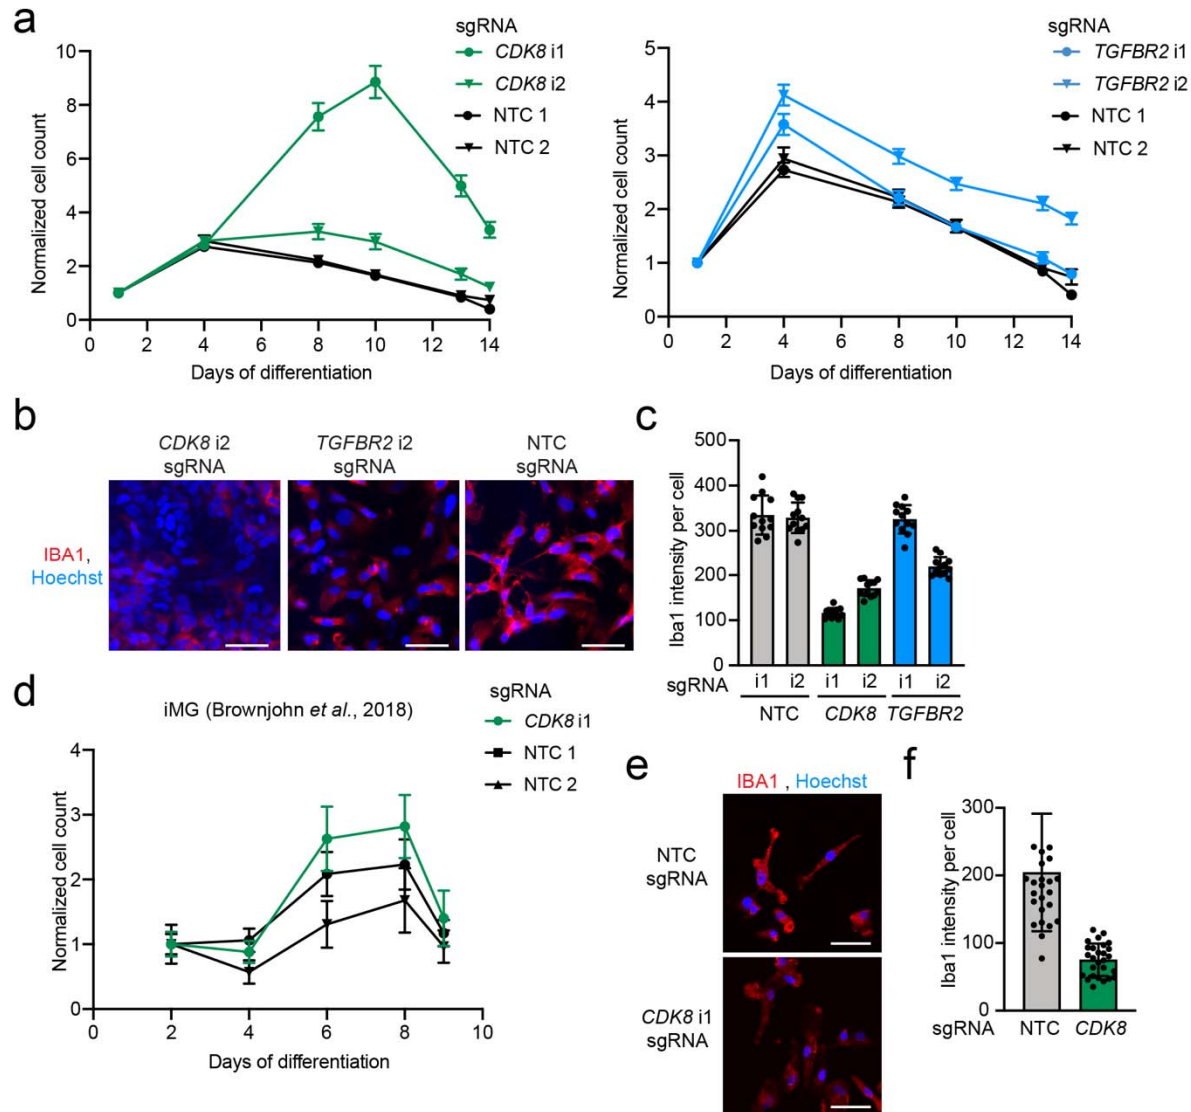 a
sgRNA
CDK8 i1
CDK8 i2
NTC 1
NTC 2
Normalized cell count
10
8
6
4
2
0
0 2 4 6 8 10 12 14
Days of differentiation
sgRNA
TGFBR2 i1
TGFBR2 i2
NTC 1
NTC 2
Normalized cell count
5
4
3
2
1
0
0 2 4 6 8 10 12 14
Days of differentiation
b
CDK8 i2
sgRNA
TGFBR2 i2
sgRNA
NTC
sgRNA
IBA1,
Hoechst
c
Iba1 intensity per cell
500
400
300
200
100
0
sgRNA
i1 i2 i1 i2 i1 i2
NTC CDK8 TGFBR2
d
iMG (Brownjohn et al., 2018)
sgRNA
CDK8 i1
NTC 1
NTC 2
Normalized cell count
4
3
2
1
0
0 2 4 6 8 10
Days of differentiation
e
IBA1 , Hoechst
NTC
sgRNA
CDK8 i1
sgRNA
f
Iba1 intensity per cell
300
200
100
0
sgRNA NTC CDK8